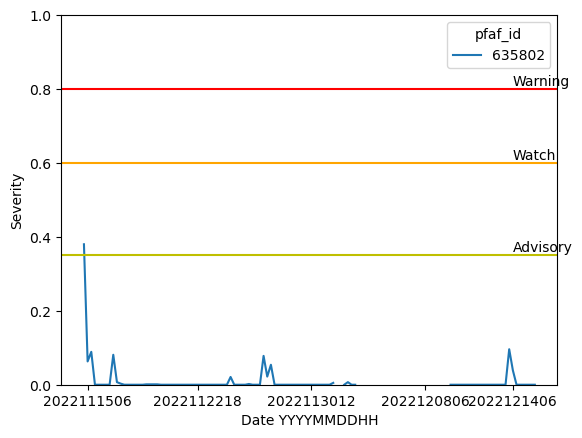 1.0
pfaf_id
635802
0.8
Warning
0.6
Watch
Severity
0.4
Advisory
0.2
0.0
2022111506 2022112218 2022113012 2022120806 2022121406
Date YYYYMMDDHH